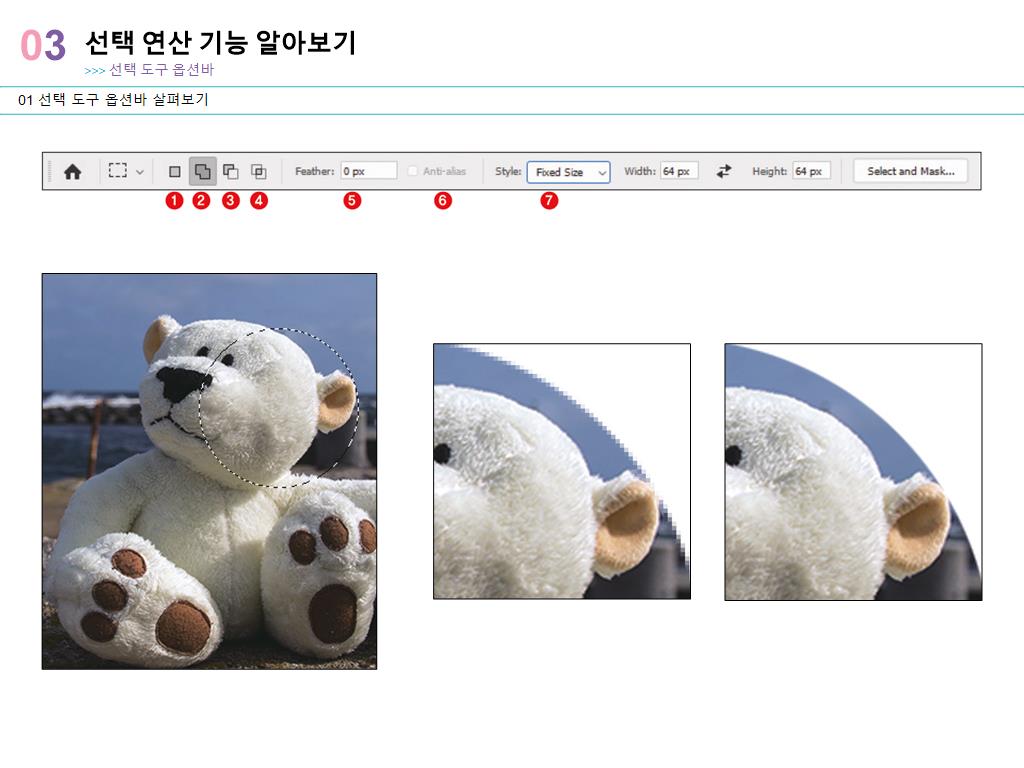 03 선택 연산 기능 알아보기
>>> 선택 도구 옵션바
01 선택 도구 옵션바 살펴보기
Feather: 0 px Anti-alias Style: Fixed Size Width: 64 px Height: 64 px Select and Mask...
1 2 3 4 5 6 7